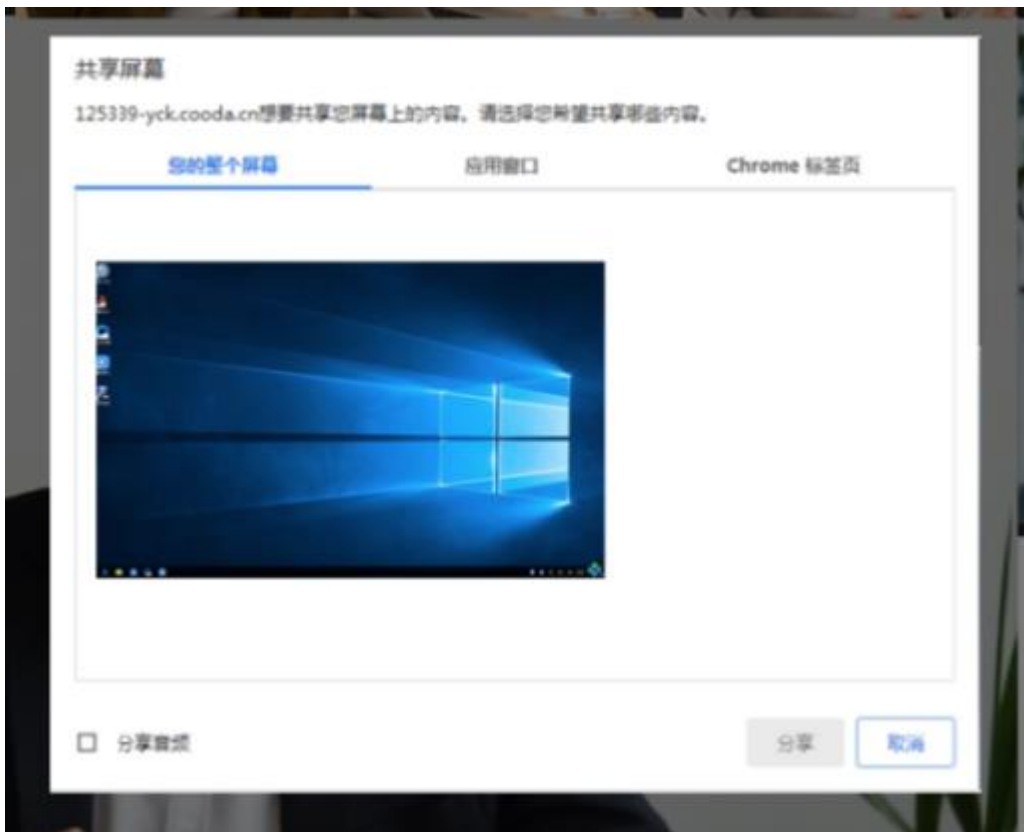 共享屏幕
125339-yck.cooda.cn想要共享您屏幕上的内容。请选择您希望共享哪些内容。
您的整个屏幕
应用窗口
Chrome 标签页
分享音频
分享
取消